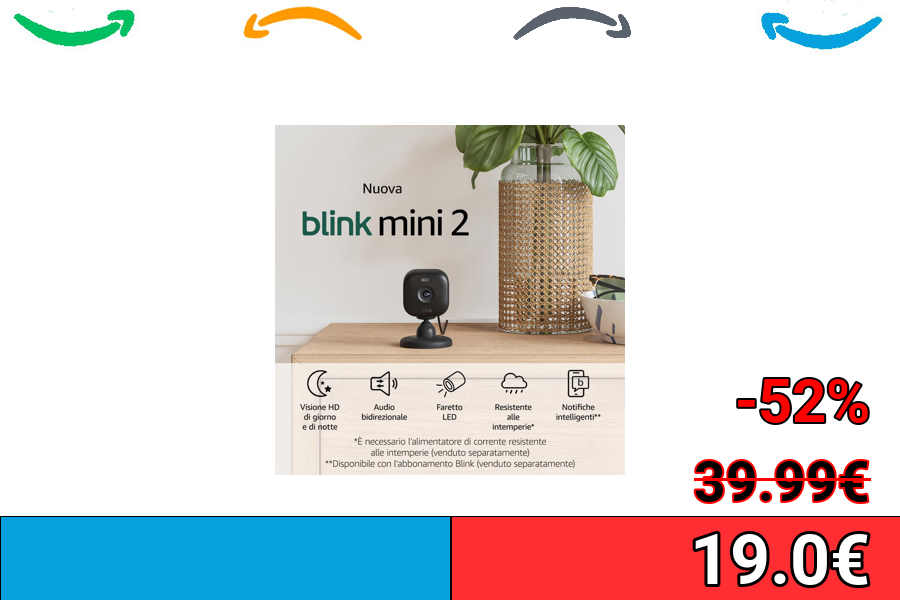 Nuova
blink mini 2
Visione HD
di giorno
e di notte
Audio
bidirezionale
Faretto
LED
Resistente
alle
intemperie*
Notifiche
intelligenti**
*È necessario l'alimentatore di corrente resistente
alle intemperie (venduto separatamente)
**Disponibile con l'abbonamento Blink (venduto separatamente)
-52%
39.99€
19.0€